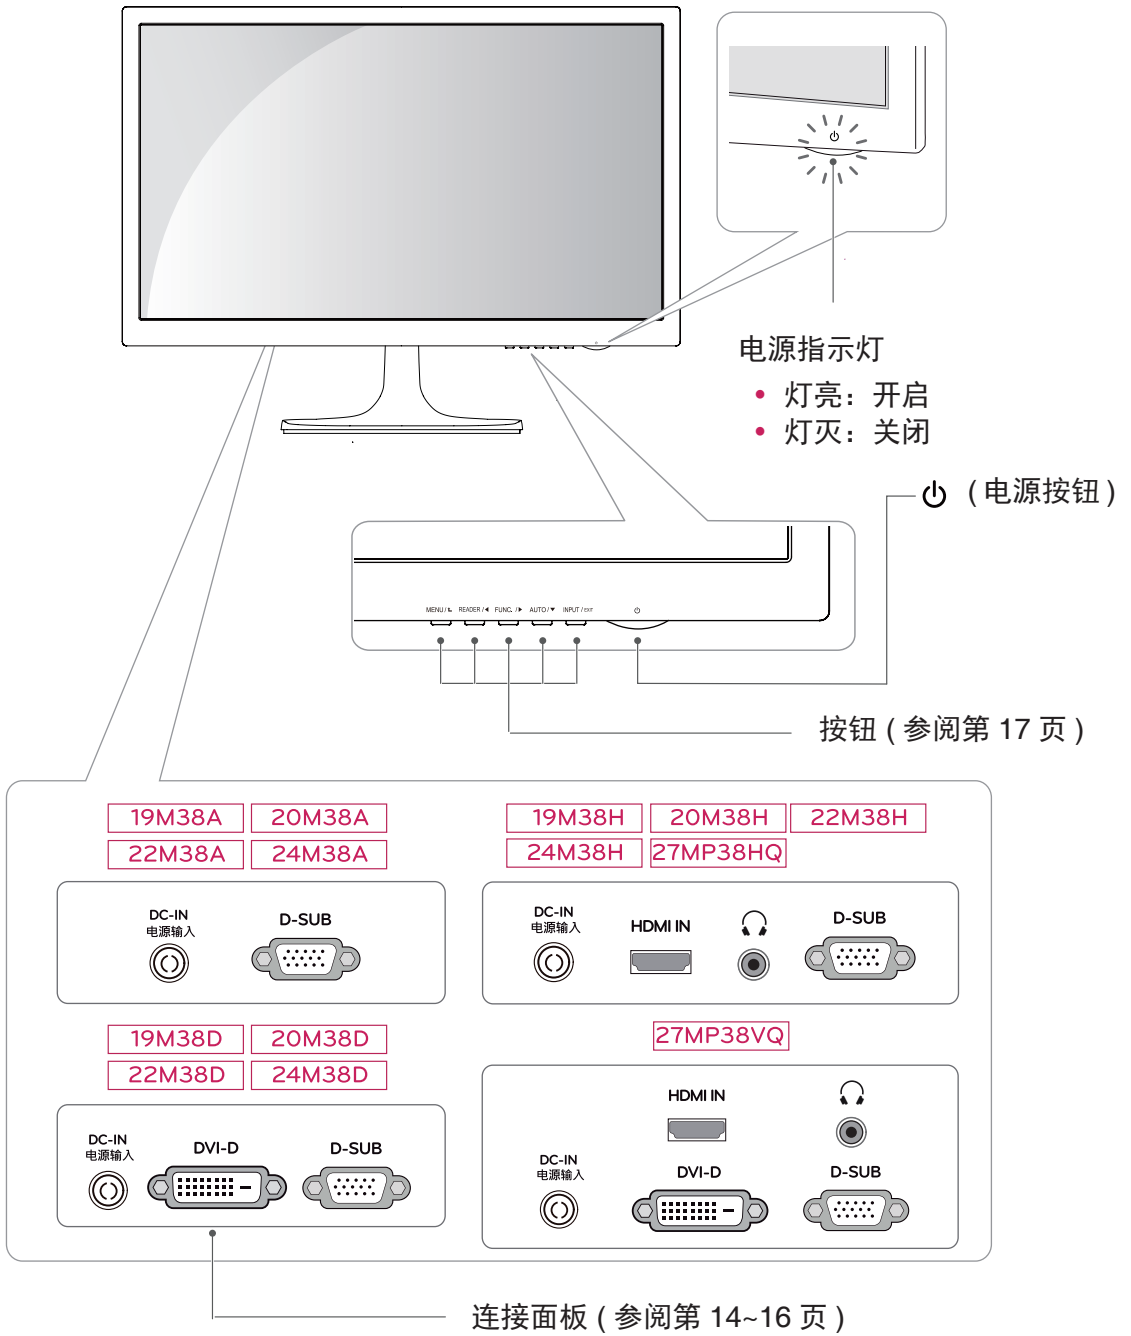 电源指示灯
• 灯亮：开启
• 灯灭：关闭
(电源按钮)
MENU / READER /◀ FUNC. /▶ AUTO /▼ INPUT / EXIT
按钮 (参阅第 17 页)
19M38A 20M38A
22M38A 24M38A
DC-IN
电源输入
D-SUB
19M38H 20M38H 22M38H
24M38H 27MP38HQ
DC-IN
电源输入
HDMI IN
D-SUB
19M38D 20M38D
22M38D 24M38D
DC-IN
电源输入
DVI-D
D-SUB
27MP38VQ
HDMI IN
DC-IN
电源输入
DVI-D
D-SUB
连接面板 (参阅第 14~16 页)